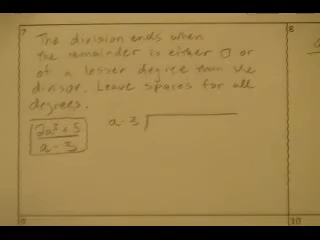 7
8
The division ends when
the remainder is either 0 or
of a lesser degree than the
divisor. Leave spaces for all
degrees.
2a³ + 5
a - 3
a - 3
9
10